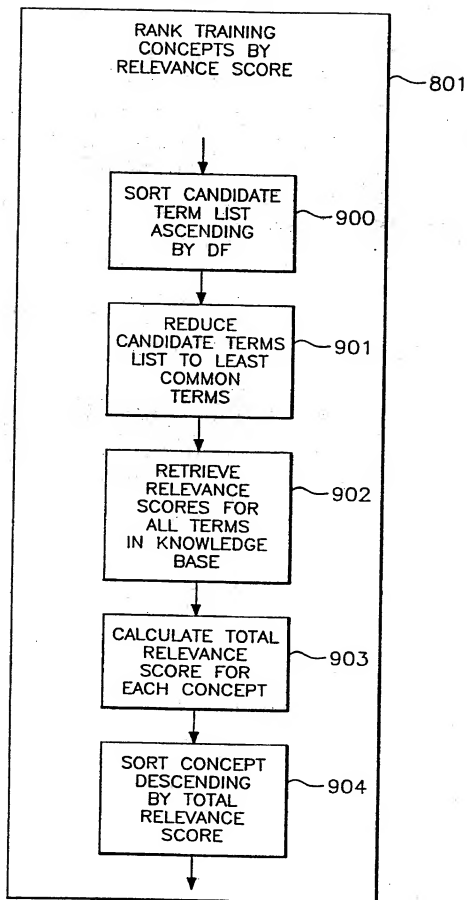 RANK TRAINING
CONCEPTS BY
RELEVANCE SCORE
801
SORT CANDIDATE
TERM LIST
ASCENDING
BY DF
900
REDUCE
CANDIDATE TERMS
LIST TO LEAST
COMMON
TERMS
901
RETRIEVE
RELEVANCE
SCORES FOR
ALL TERMS
IN KNOWLEDGE
BASE
902
CALCULATE TOTAL
RELEVANCE
SCORE FOR
EACH CONCEPT
903
SORT CONCEPT
DESCENDING
BY TOTAL
RELEVANCE
SCORE
904